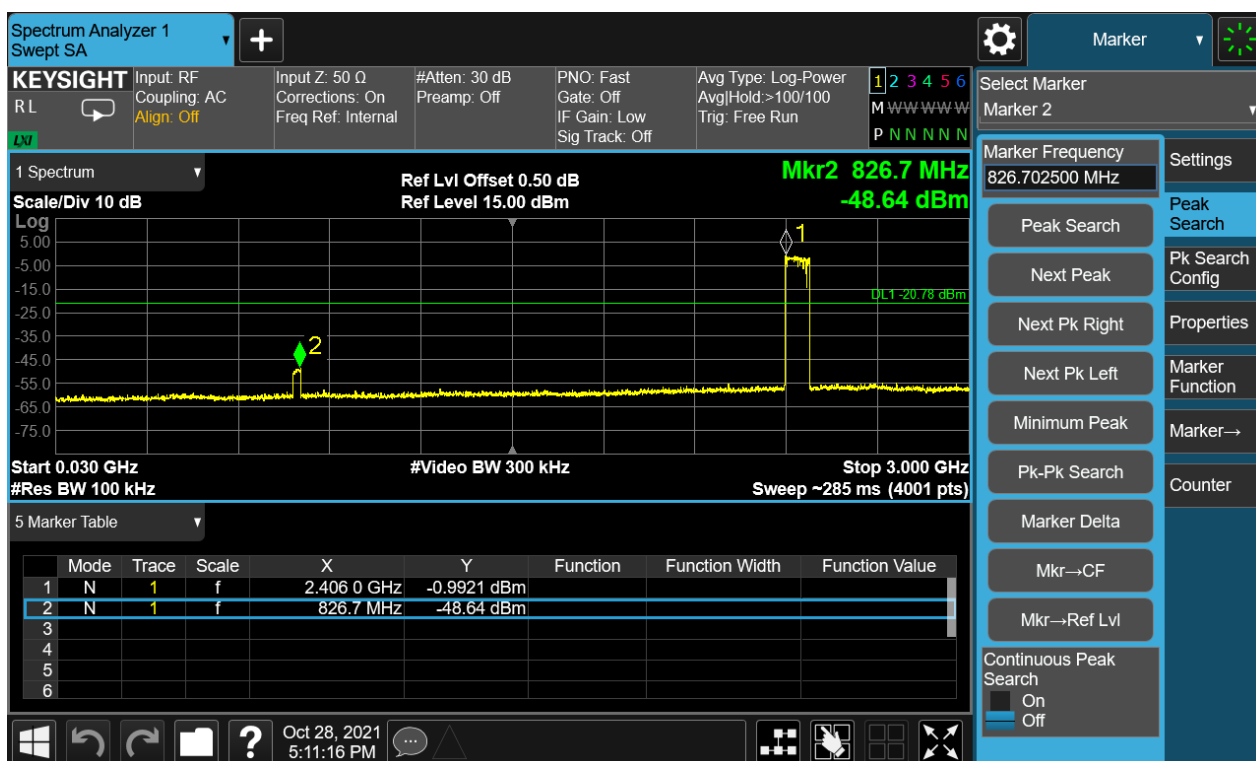 Spectrum Analyzer 1
Swept SA
Marker
KEYSIGHT
RL
LXI
Input: RF
Coupling: AC
Align: Off
Input Z: 50 Ω
Corrections: On
Freq Ref: Internal
#Atten: 30 dB
Preamp: Off
PNO: Fast
Gate: Off
IF Gain: Low
Sig Track: Off
Avg Type: Log-Power
Avg|Hold:>100/100
Trig: Free Run
1 2 3 4 5 6
M W W W W W
P N N N N N
Select Marker
Marker 2
1 Spectrum
Scale/Div 10 dB
Ref Lvl Offset 0.50 dB
Ref Level 15.00 dBm
Mkr2 826.7 MHz
-48.64 dBm
Log
5.00
-5.00
-15.0
-25.0
-35.0
-45.0
-55.0
-65.0
-75.0
1
DL1 -20.78 dBm
2
Start 0.030 GHz
#Res BW 100 kHz
#Video BW 300 kHz
Stop 3.000 GHz
Sweep ~285 ms (4001 pts)
5 Marker Table
Mode Trace Scale X Y Function Function Width Function Value
1 N 1 f 2.406 0 GHz -0.9921 dBm
2 N 1 f 826.7 MHz -48.64 dBm
3
4
5
6
Oct 28, 2021
5:11:16 PM
Marker Frequency
826.702500 MHz
Peak Search
Next Peak
Next Pk Right
Next Pk Left
Minimum Peak
Pk-Pk Search
Marker Delta
Mkr→CF
Mkr→Ref Lvl
Continuous Peak
Search
On
Off
Settings
Peak
Search
Pk Search
Config
Properties
Marker
Function
Marker→
Counter